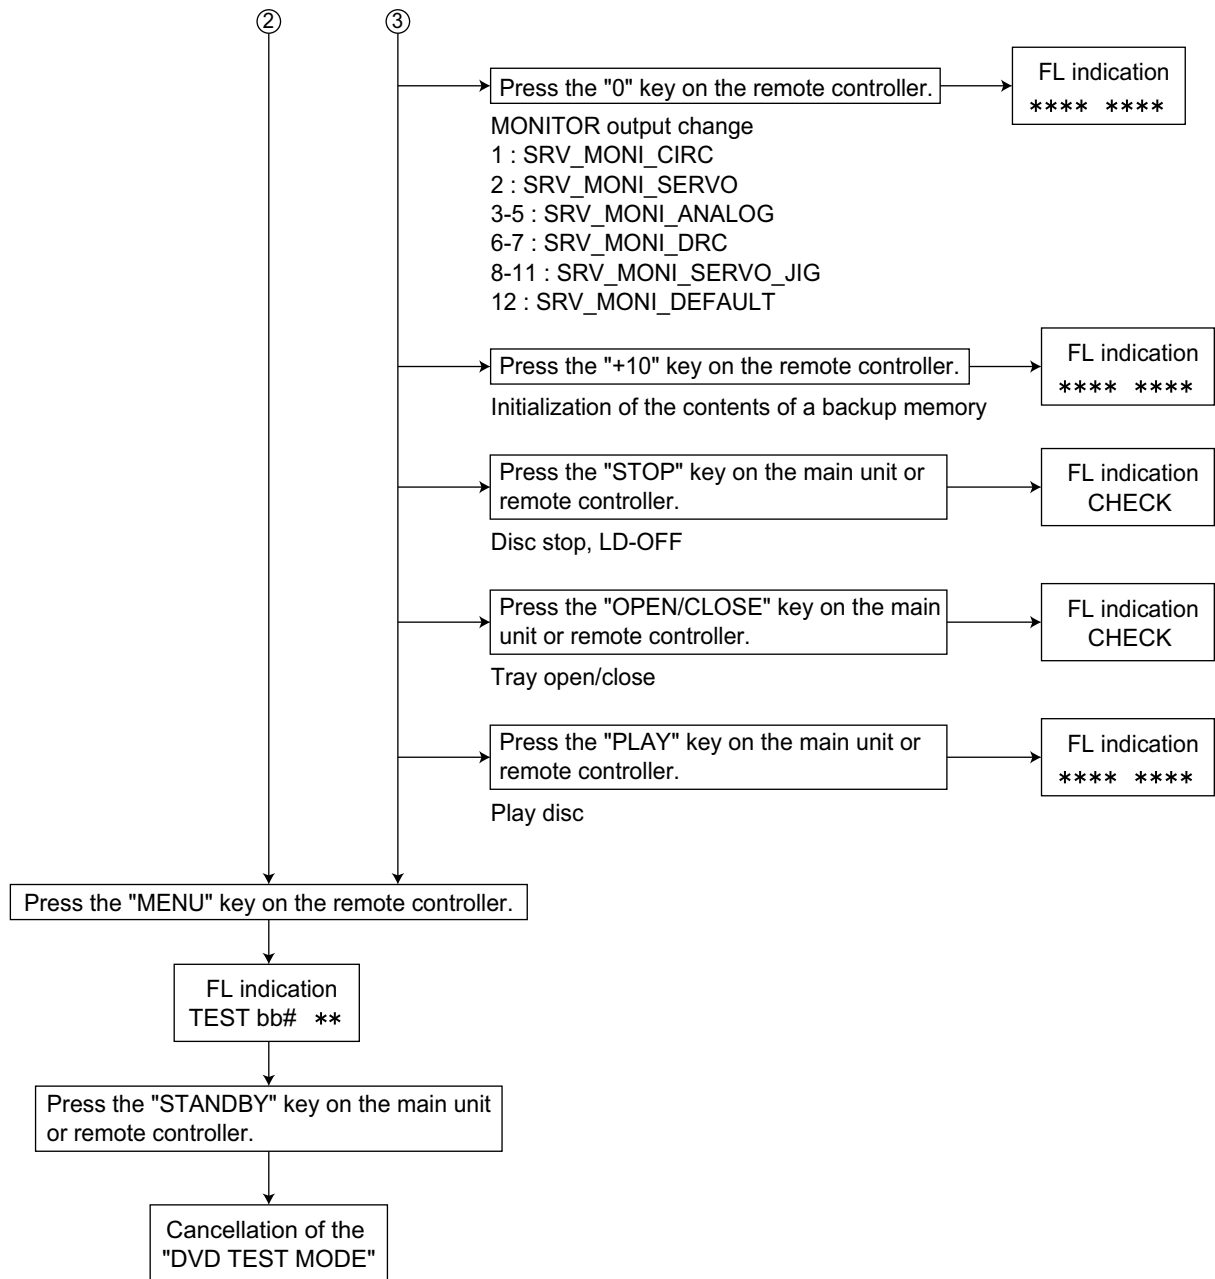 ② ③
Press the "0" key on the remote controller.
FL indication
**** ****
MONITOR output change
1 : SRV_MONI_CIRC
2 : SRV_MONI_SERVO
3-5 : SRV_MONI_ANALOG
6-7 : SRV_MONI_DRC
8-11 : SRV_MONI_SERVO_JIG
12 : SRV_MONI_DEFAULT
Press the "+10" key on the remote controller.
FL indication
**** ****
Initialization of the contents of a backup memory
Press the "STOP" key on the main unit or
remote controller.
FL indication
CHECK
Disc stop, LD-OFF
Press the "OPEN/CLOSE" key on the main
unit or remote controller.
FL indication
CHECK
Tray open/close
Press the "PLAY" key on the main unit or
remote controller.
FL indication
**** ****
Play disc
Press the "MENU" key on the remote controller.
FL indication
TEST bb# **
Press the "STANDBY" key on the main unit
or remote controller.
Cancellation of the
"DVD TEST MODE"